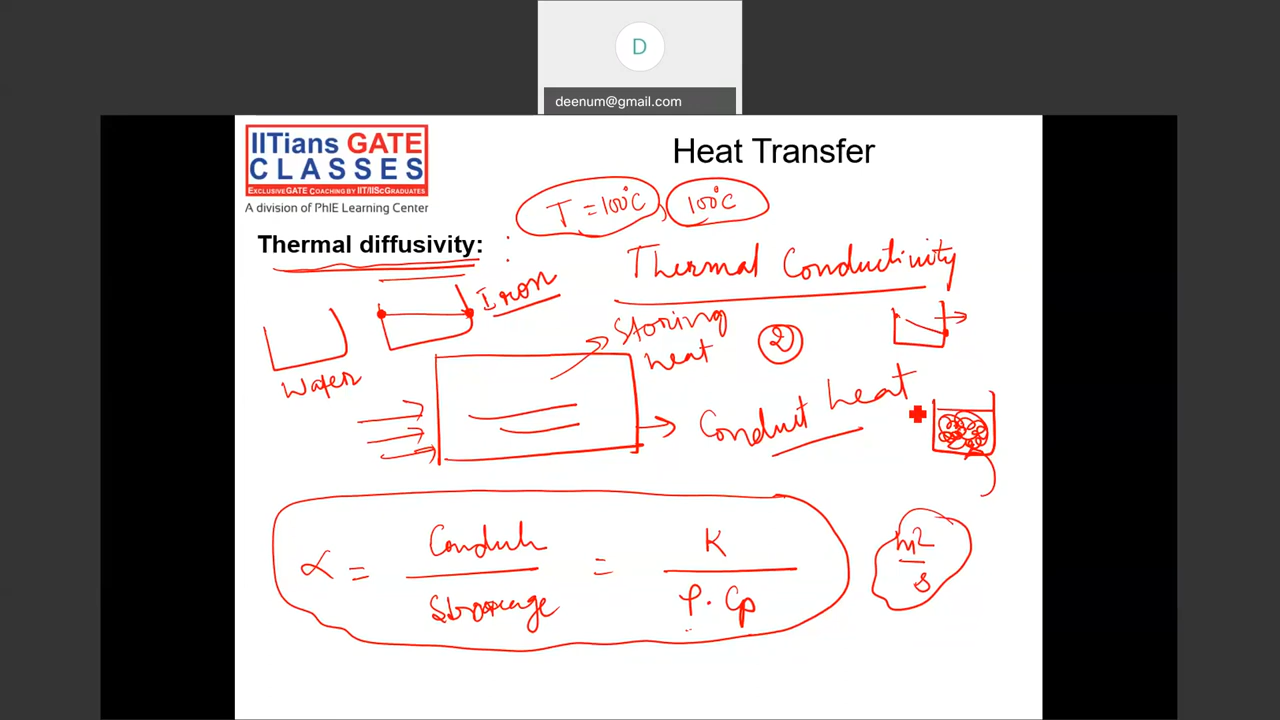 D
deenum@gmail.com
IITians GATE
CLASSES
EXCLUSIVE GATE COACHING BY IIT/IISc GRADUATES
A division of PhIE Learning Center
Heat Transfer
T = 100°C, 100°C
Thermal diffusivity:
Thermal Conductivity
Iron
Storing
heat
2
Water
Conduct heat
α = Conduct / Storage = K / ρ · Cp
m2 / s